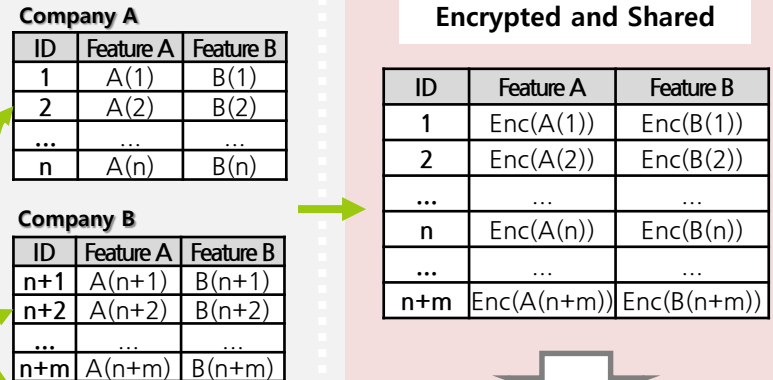 Company A
ID Feature A Feature B
1 A(1) B(1)
2 A(2) B(2)
... ... ...
n A(n) B(n)
Company B
ID Feature A Feature B
n+1 A(n+1) B(n+1)
n+2 A(n+2) B(n+2)
... ... ...
n+m A(n+m) B(n+m)
Encrypted and Shared
ID Feature A Feature B
1 Enc(A(1)) Enc(B(1))
2 Enc(A(2)) Enc(B(2))
... ... ...
n Enc(A(n)) Enc(B(n))
... ... ...
n+m Enc(A(n+m)) Enc(B(n+m))